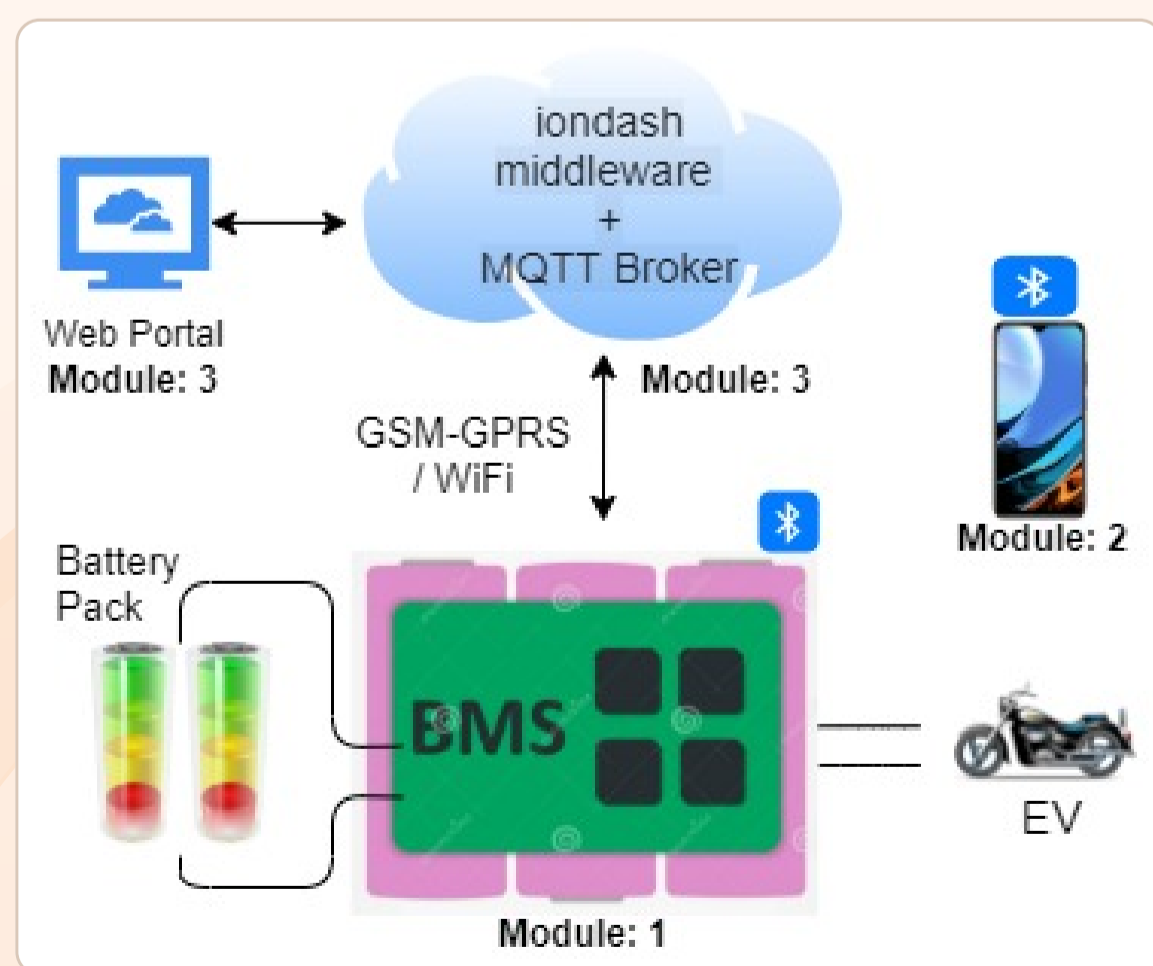 iondash
middleware
+
MQTT Broker
Web Portal
Module: 3
Module: 3
GSM-GPRS
/ WiFi
Module: 2
Battery
Pack
BMS
EV
Module: 1